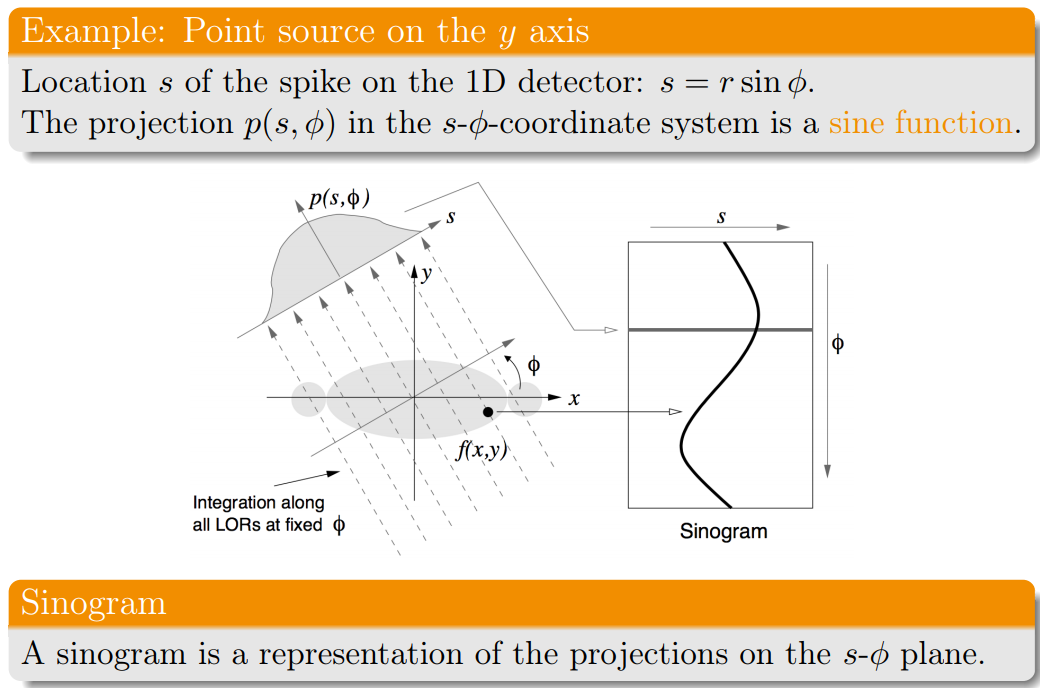 Example: Point source on the y axis
Location s of the spike on the 1D detector: s = r sin ϕ.
The projection p(s, ϕ) in the s-ϕ-coordinate system is a sine function.
p(s,ϕ)
s
y
ϕ
x
f(x,y)
Integration along
all LORs at fixed ϕ
s
ϕ
Sinogram
Sinogram
A sinogram is a representation of the projections on the s-ϕ plane.